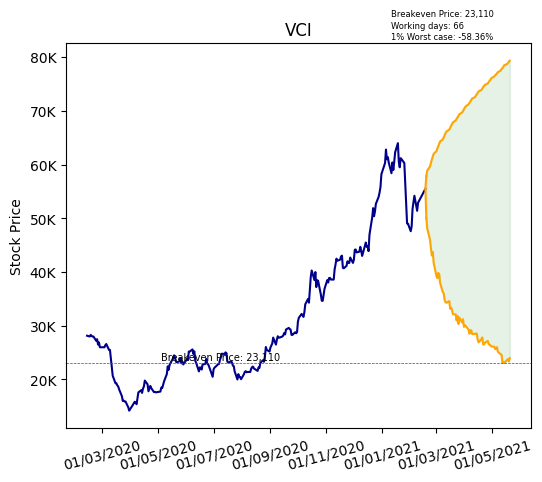 Breakeven Price: 23,110
Working days: 66
1% Worst case: -58.36%
VCI
80K
70K
60K
50K
40K
30K
20K
Stock Price
Breakeven Price: 23,110
01/03/2020
01/05/2020
01/07/2020
01/09/2020
01/11/2020
01/01/2021
01/03/2021
01/05/2021